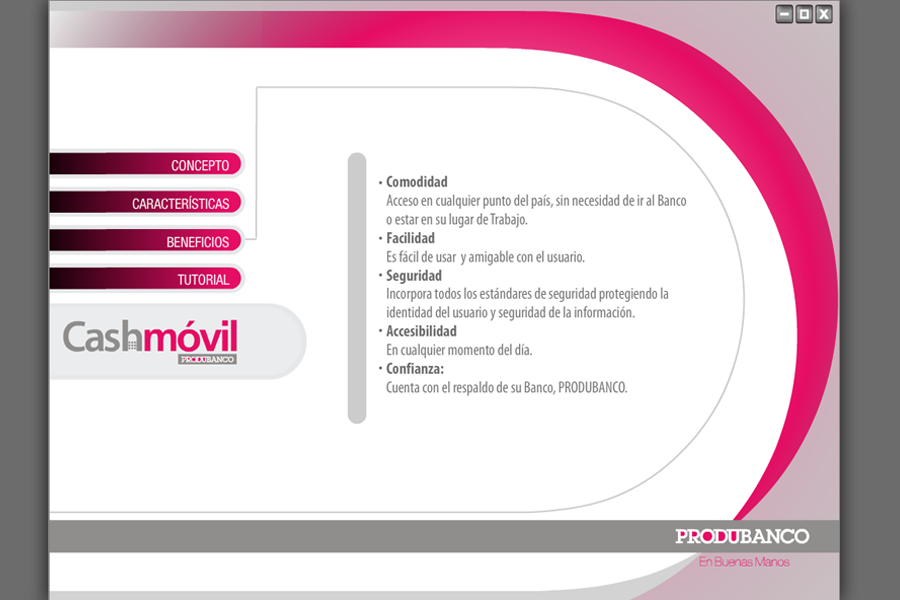 CONCEPTO
CARACTERÍSTICAS
BENEFICIOS
TUTORIAL
Cashmóvil
PRODUBANCO
• Comodidad
Acceso en cualquier punto del país, sin necesidad de ir al Banco
o estar en su lugar de Trabajo.
• Facilidad
Es fácil de usar y amigable con el usuario.
• Seguridad
Incorpora todos los estándares de seguridad protegiendo la
identidad del usuario y seguridad de la información.
• Accesibilidad
En cualquier momento del día.
• Confianza:
Cuenta con el respaldo de su Banco, PRODUBANCO.
PRODUBANCO
En Buenas Manos